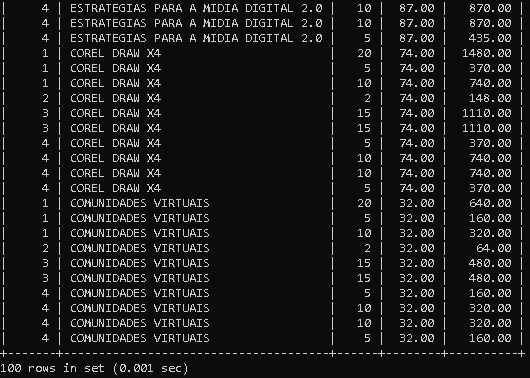 | 4 | ESTRATEGIAS PARA A MIDIA DIGITAL 2.0 | 10 | 87.00 | 870.00 |
| 4 | ESTRATEGIAS PARA A MIDIA DIGITAL 2.0 | 10 | 87.00 | 870.00 |
| 4 | ESTRATEGIAS PARA A MIDIA DIGITAL 2.0 | 5 | 87.00 | 435.00 |
| 1 | COREL DRAW X4 | 20 | 74.00 | 1480.00 |
| 1 | COREL DRAW X4 | 5 | 74.00 | 370.00 |
| 1 | COREL DRAW X4 | 10 | 74.00 | 740.00 |
| 2 | COREL DRAW X4 | 2 | 74.00 | 148.00 |
| 3 | COREL DRAW X4 | 15 | 74.00 | 1110.00 |
| 3 | COREL DRAW X4 | 15 | 74.00 | 1110.00 |
| 4 | COREL DRAW X4 | 5 | 74.00 | 370.00 |
| 4 | COREL DRAW X4 | 10 | 74.00 | 740.00 |
| 4 | COREL DRAW X4 | 10 | 74.00 | 740.00 |
| 4 | COREL DRAW X4 | 5 | 74.00 | 370.00 |
| 1 | COMUNIDADES VIRTUAIS | 20 | 32.00 | 640.00 |
| 1 | COMUNIDADES VIRTUAIS | 5 | 32.00 | 160.00 |
| 1 | COMUNIDADES VIRTUAIS | 10 | 32.00 | 320.00 |
| 2 | COMUNIDADES VIRTUAIS | 2 | 32.00 | 64.00 |
| 3 | COMUNIDADES VIRTUAIS | 15 | 32.00 | 480.00 |
| 3 | COMUNIDADES VIRTUAIS | 15 | 32.00 | 480.00 |
| 4 | COMUNIDADES VIRTUAIS | 5 | 32.00 | 160.00 |
| 4 | COMUNIDADES VIRTUAIS | 10 | 32.00 | 320.00 |
| 4 | COMUNIDADES VIRTUAIS | 10 | 32.00 | 320.00 |
| 4 | COMUNIDADES VIRTUAIS | 5 | 32.00 | 160.00 |
100 rows in set (0.001 sec)